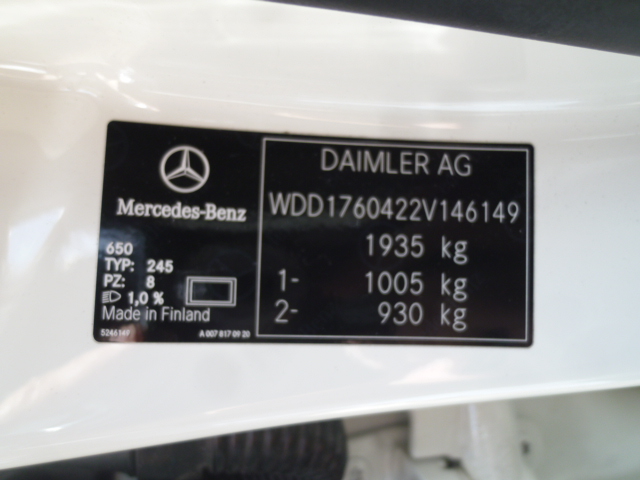 Mercedes-Benz
650
TYP: 245
PZ: 8
1,0 %
Made in Finland
5246147 A 007 817 09 20
DAIMLER AG
WDD1760422V146149
1935 kg
1- 1005 kg
2- 930 kg